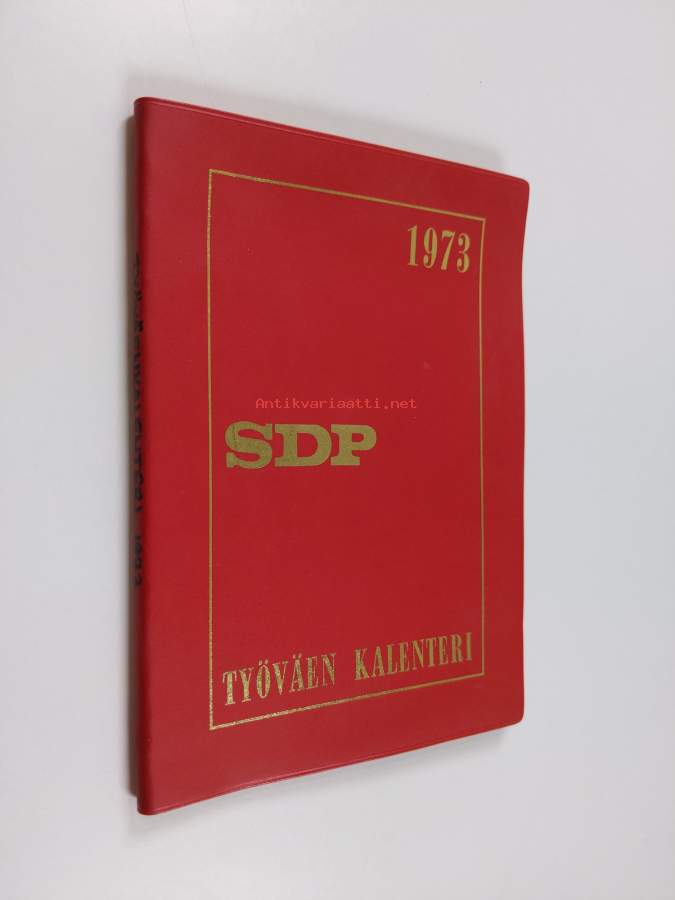 1973
Antikvariaatti.net
SDP
TYÖVÄEN KALENTERI